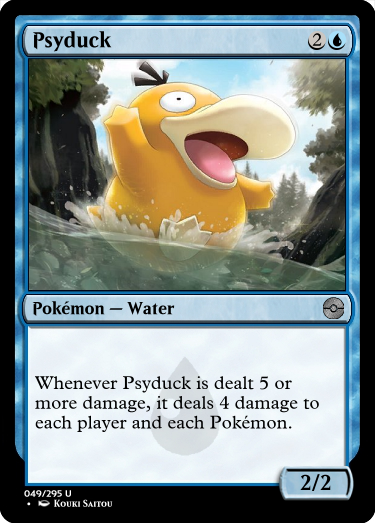 Psyduck 2
Pokémon — Water
Whenever Psyduck is dealt 5 or
more damage, it deals 4 damage to
each player and each Pokémon.
2/2
049/295 U
• Kouki Saitou